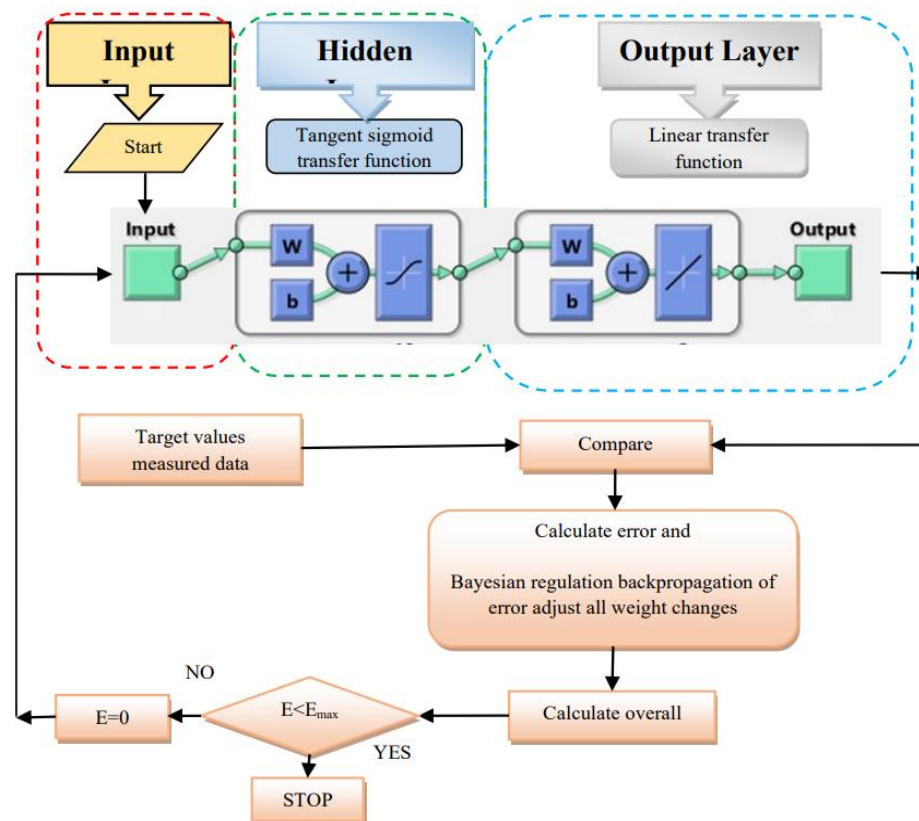 Input
Hidden
Output Layer
Start
Tangent sigmoid
transfer function
Linear transfer
function
Input
W
b
W
b
Output
Target values
measured data
Compare
Calculate error and
Bayesian regulation backpropagation of
error adjust all weight changes
NO
E=0
E<Emax
Calculate overall
YES
STOP